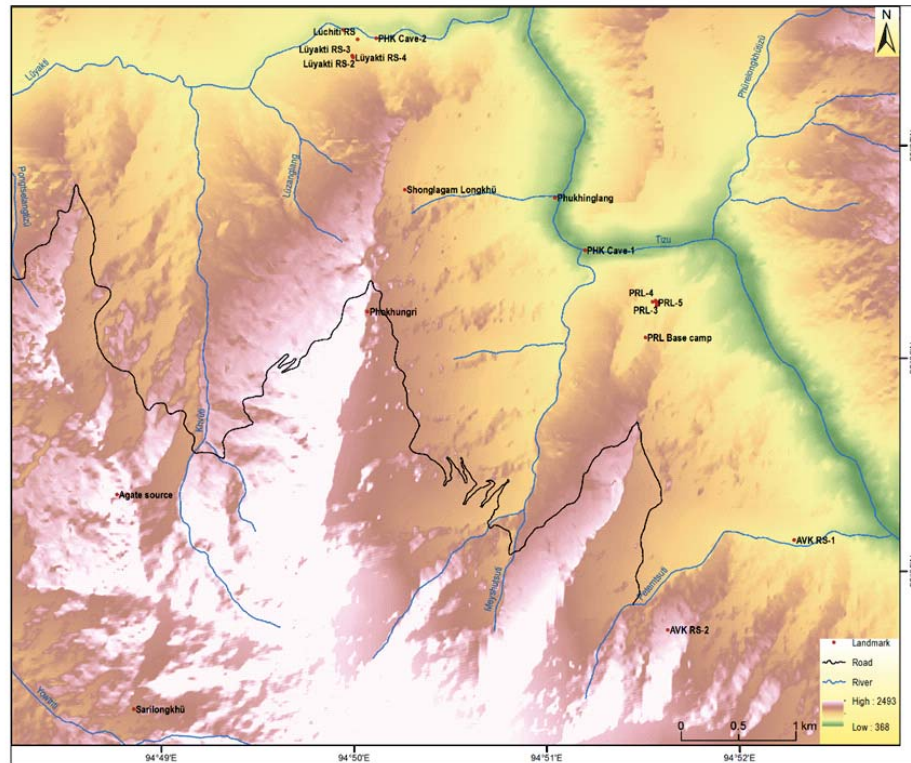 N
Lüchiti RS
PHK Cave-2
Lüyakti RS-3
Lüyakti RS-4
Lüyakti RS-2
Lüyakti
Phürelongkhütizü
Lüzanglang
Shonglagam Longkhü
Phukhinglang
PHK Cave-1
Tizu
PRL-4
PRL-5
PRL-3
Phokhungri
PRL Base camp
Khivüe
Agate source
AVK RS-1
AVK RS-2
Sarilongkhü
Landmark
Road
River
High : 2493
Low : 368
0 0.5 1 km
94°49'E 94°50'E 94°51'E 94°52'E